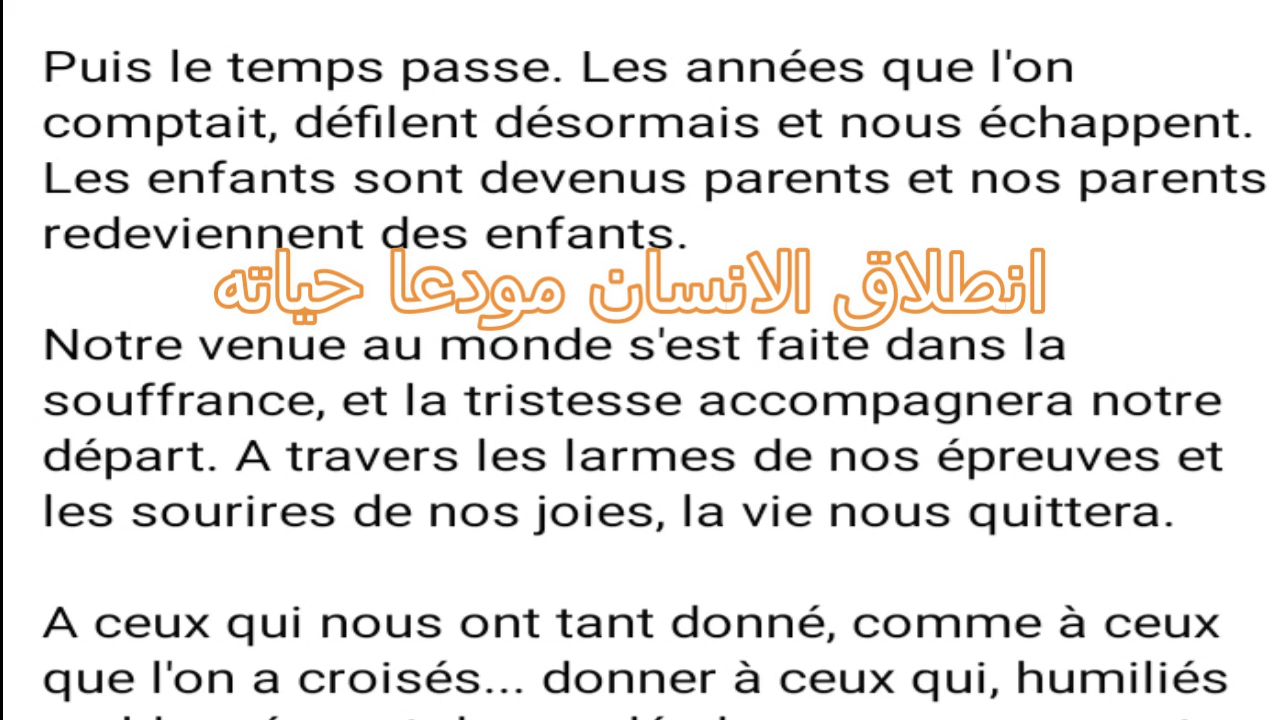 Puis le temps passe. Les années que l'on
comptait, défilent désormais et nous échappent.
Les enfants sont devenus parents et nos parents
redeviennent des enfants.
انطلاق الانسان مودعا حياته
Notre venue au monde s'est faite dans la
souffrance, et la tristesse accompagnera notre
départ. A travers les larmes de nos épreuves et
les sourires de nos joies, la vie nous quittera.
A ceux qui nous ont tant donné, comme à ceux
que l'on a croisés... donner à ceux qui, humiliés